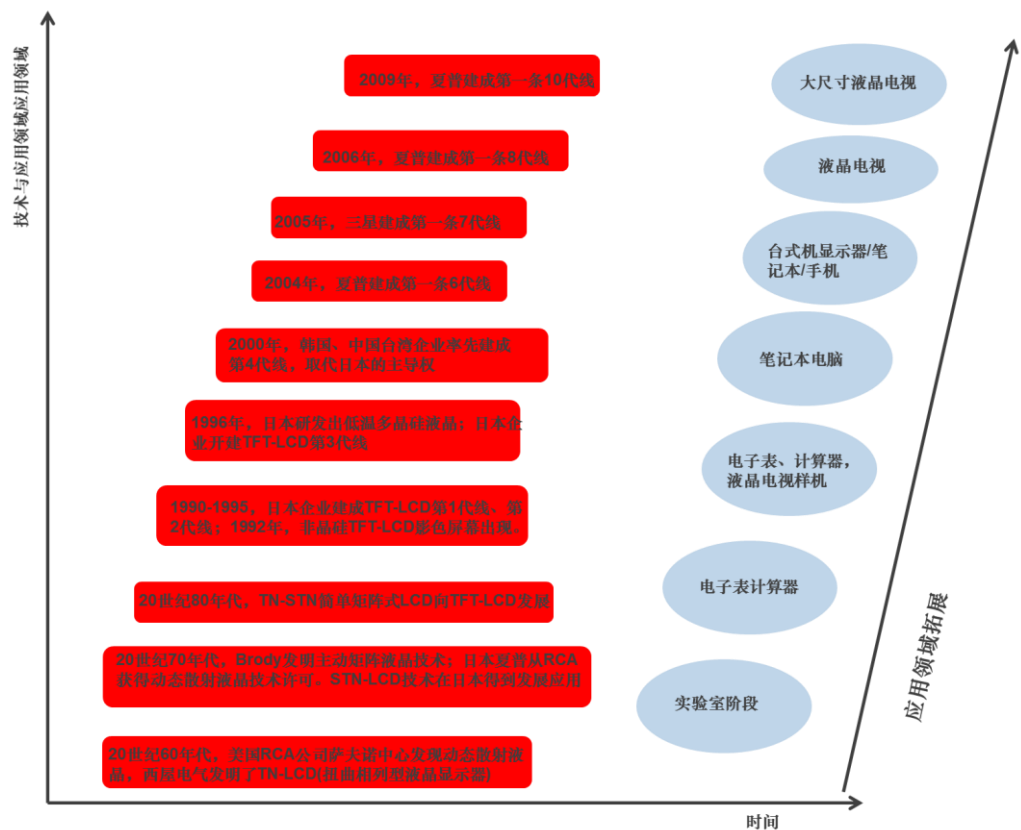 技术与应用领域应用领域
2009年，夏普建成第一条10代线
大尺寸液晶电视
2006年，夏普建成第一条8代线
液晶电视
2005年，三星建成第一条7代线
台式机显示器/笔
记本/手机
2004年，夏普建成第一条6代线
2000年，韩国、中国台湾企业率先建成
第4代线，取代日本的主导权
笔记本电脑
1996年，日本研发出低温多晶硅液晶；日本企
业开建TFT-LCD第3代线
电子表、计算器，
液晶电视样机
1990-1995，日本企业建成TFT-LCD第1代线、第
2代线；1992年，非晶硅TFT-LCD彩色屏幕出现。
20世纪80年代，TN-STN简单矩阵式LCD向TFT-LCD发展
电子表计算器
20世纪70年代，Brody发明主动矩阵液晶技术；日本夏普从RCA
获得动态散射液晶技术许可。STN-LCD技术在日本得到发展应用
实验室阶段
20世纪60年代，美国RCA公司萨夫诺中心发现动态散射液
晶，西屋电气发明了TN-LCD(扭曲相列型液晶显示器)
应用领域拓展
时间